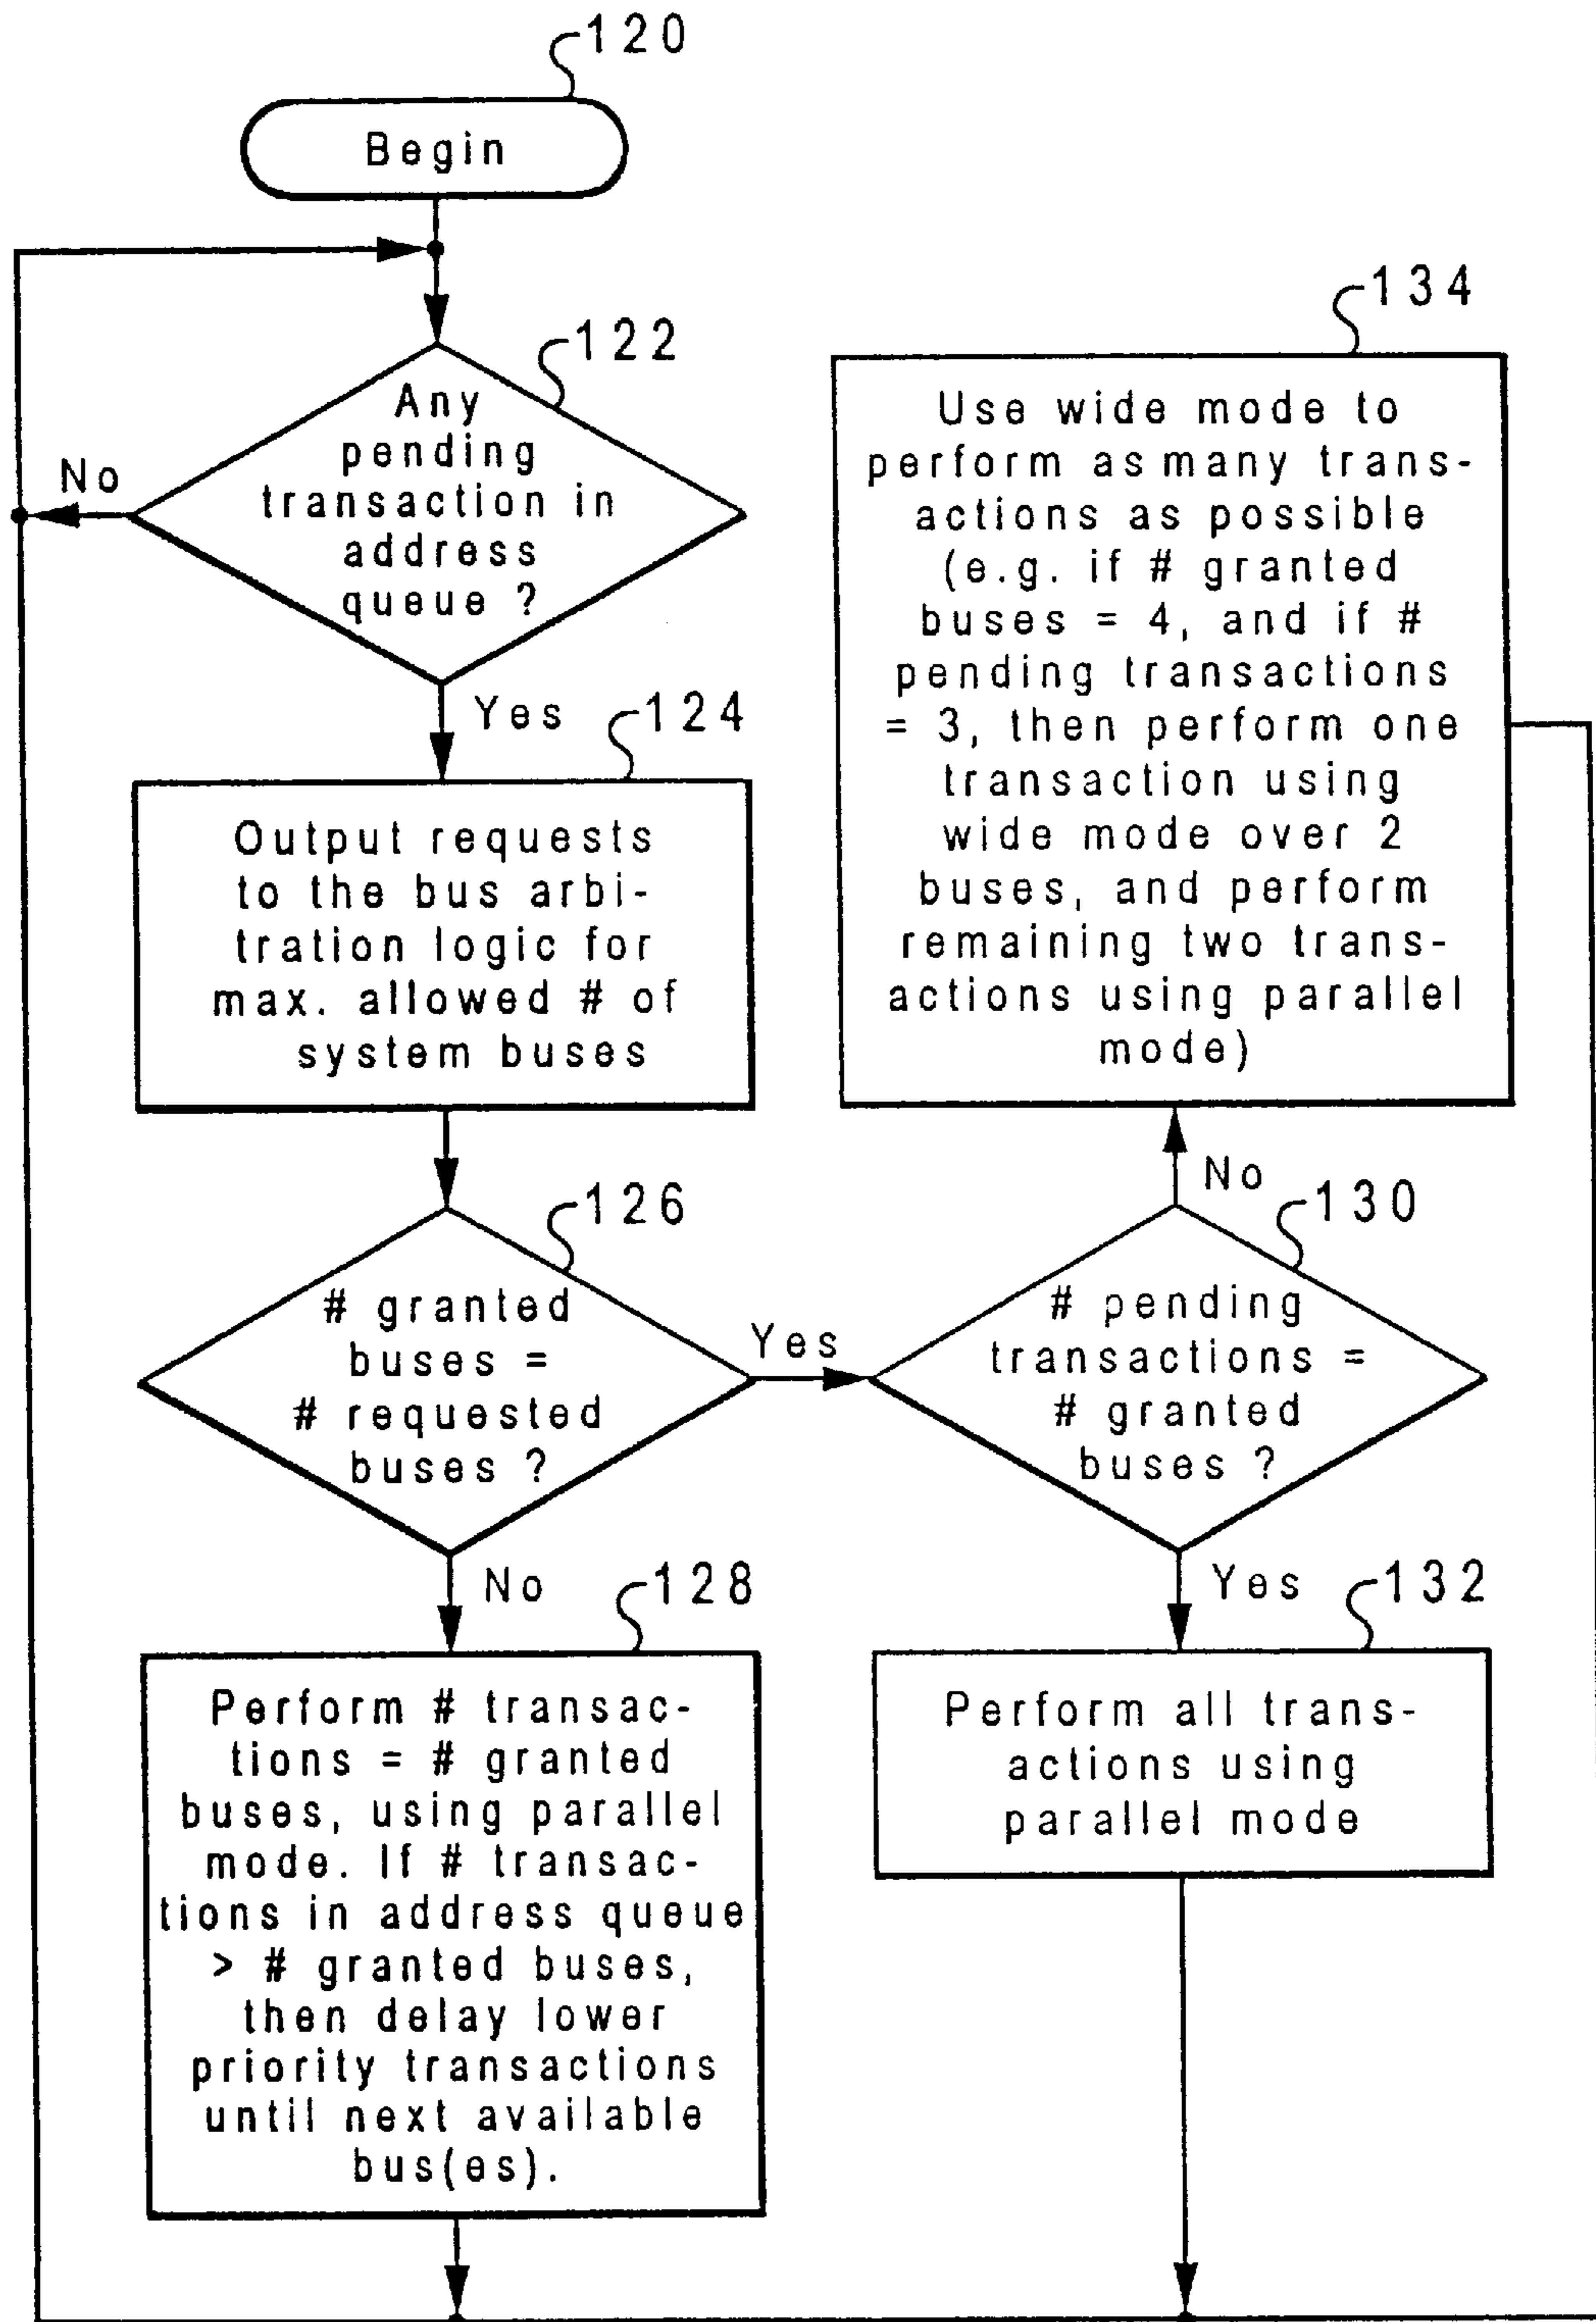 120
Begin
122
Any
pending
transaction in
address
queue ?
No
Yes
124
Output requests
to the bus arbi-
tration logic for
max. allowed # of
system buses
126
# granted
buses =
# requested
buses ?
Yes
No
128
Perform # transac-
tions = # granted
buses, using parallel
mode. If # transac-
tions in address queue
> # granted buses,
then delay lower
priority transactions
until next available
bus(es).
134
Use wide mode to
perform as many trans-
actions as possible
(e.g. if # granted
buses = 4, and if #
pending transactions
= 3, then perform one
transaction using
wide mode over 2
buses, and perform
remaining two trans-
actions using parallel
mode)
No
130
# pending
transactions =
# granted
buses ?
Yes
132
Perform all trans-
actions using
parallel mode